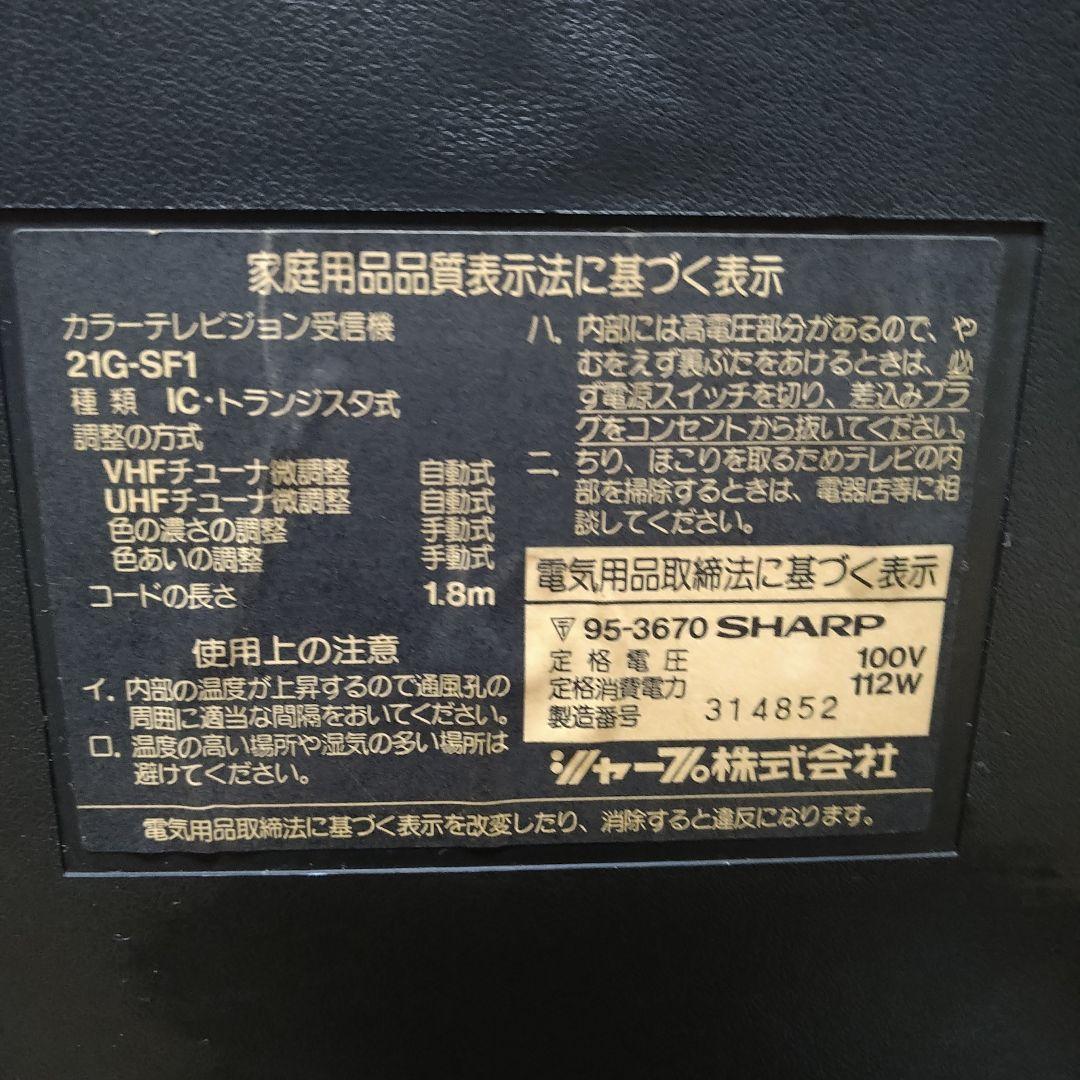 家庭用品品質表示法に基づく表示
カラーテレビジョン受信機
21G-SF1
種類 IC・トランジスタ式
調整の方式
VHFチューナ微調整 自動式
UHFチューナ微調整 自動式
色の濃さの調整 手動式
色あいの調整 手動式
コードの長さ 1.8m
使用上の注意
イ. 内部の温度が上昇するので通風孔の
周囲に適当な間隔をおいてください。
ロ. 温度の高い場所や湿気の多い場所は
避けてください。
ハ. 内部には高電圧部分があるので、や
むをえず裏ぶたをあけるときは、必
ず電源スイッチを切り、差込みプラ
グをコンセントから抜いてください。
ニ. ちり、ほこりを取るためテレビの内
部を掃除するときは、電器店等に相
談してください。
電気用品取締法に基づく表示
〒 95-3670 SHARP
定格電圧 100V
定格消費電力 112W
製造番号 314852
シャープ株式会社
電気用品取締法に基づく表示を改変したり、消除すると違反になります。